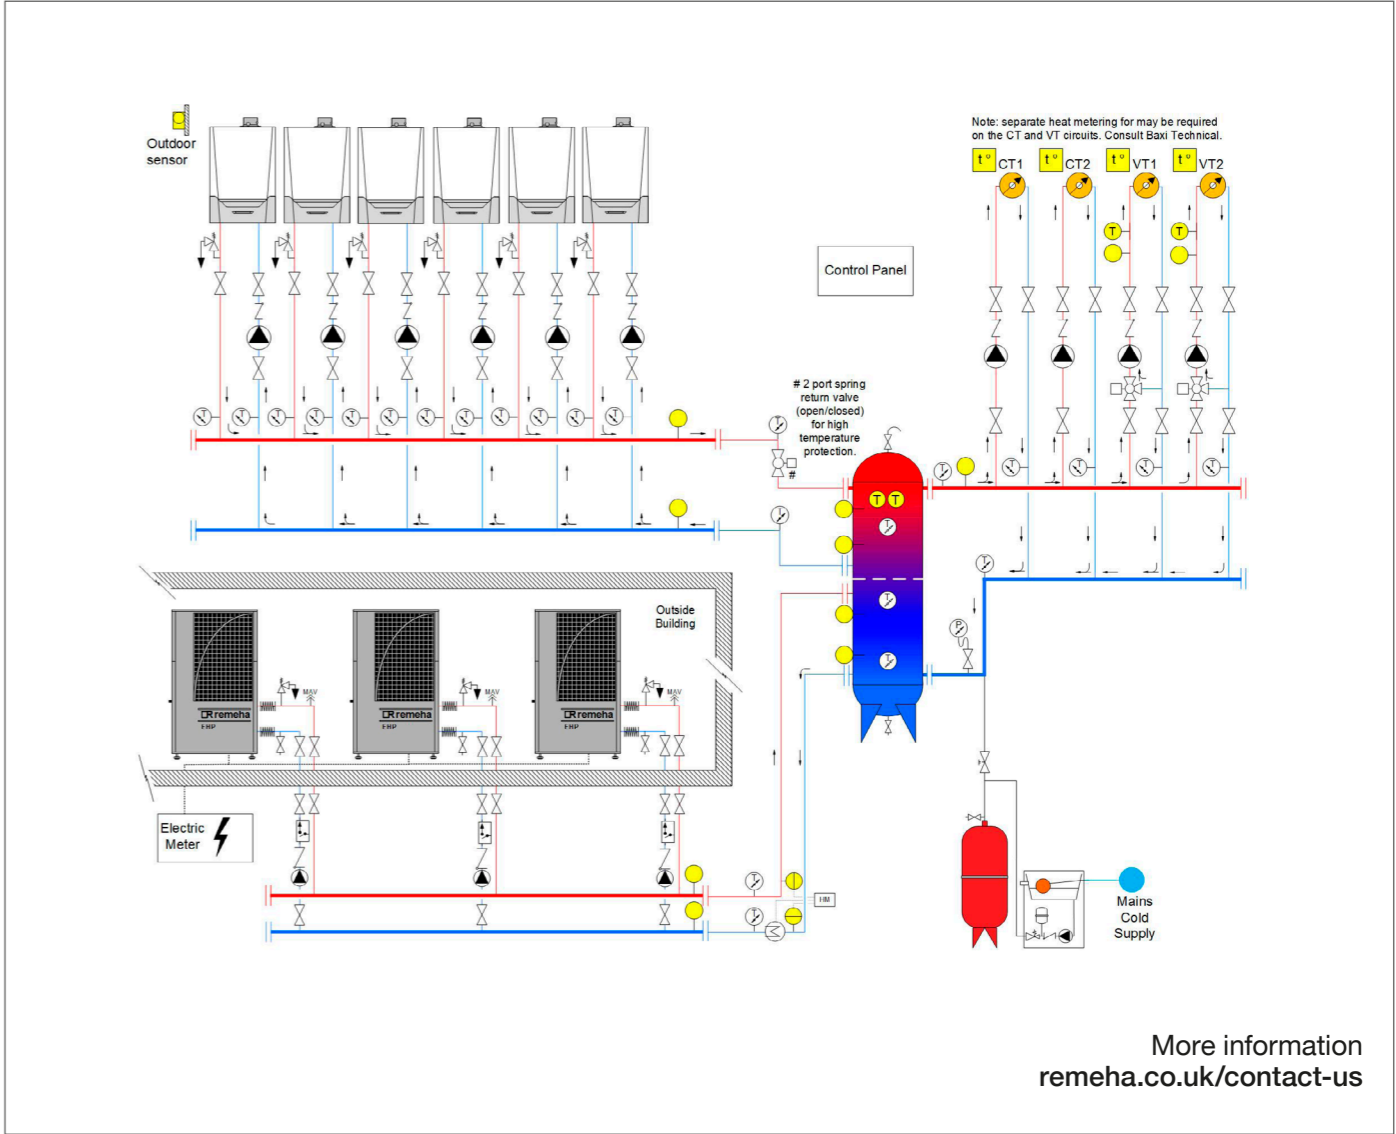 Outdoor
sensor
Note: separate heat metering for may be required
on the CT and VT circuits. Consult Baxi Technical.
t° CT1
t° CT2
t° VT1
t° VT2
T
T
Control Panel
# 2 port spring
return valve
(open/closed)
for high
temperature
protection.
T
T
T
T
T
T
T
T
T
T
T
T
T
#
T
T
T
T
T
T
T
T
T
T
T
T
P
Outside
Building
MAV
MAV
MAV
remeha
EHP
remeha
EHP
remeha
EHP
Electric
Meter
T
T
HM
Mains
Cold
Supply
More information
remeha.co.uk/contact-us